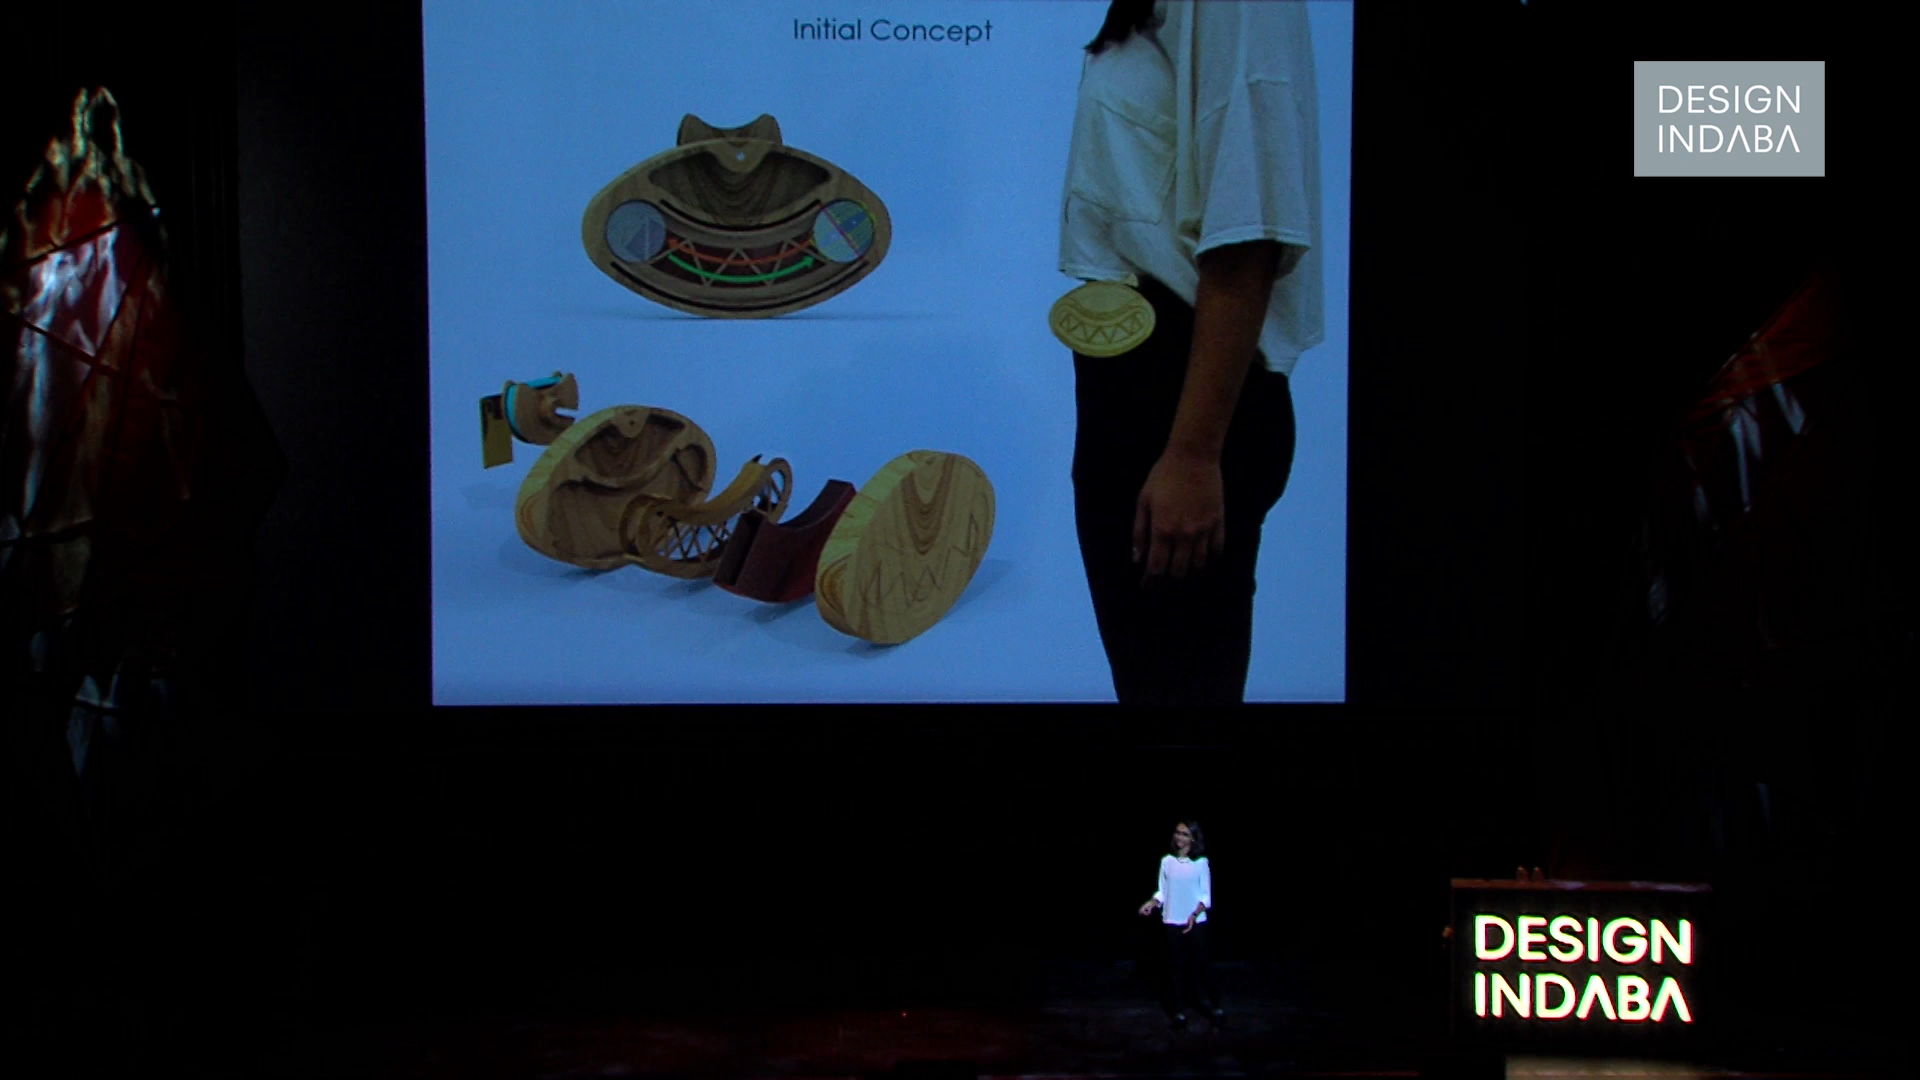 Initial Concept
DESIGN
INDABA
DESIGN
INDABA